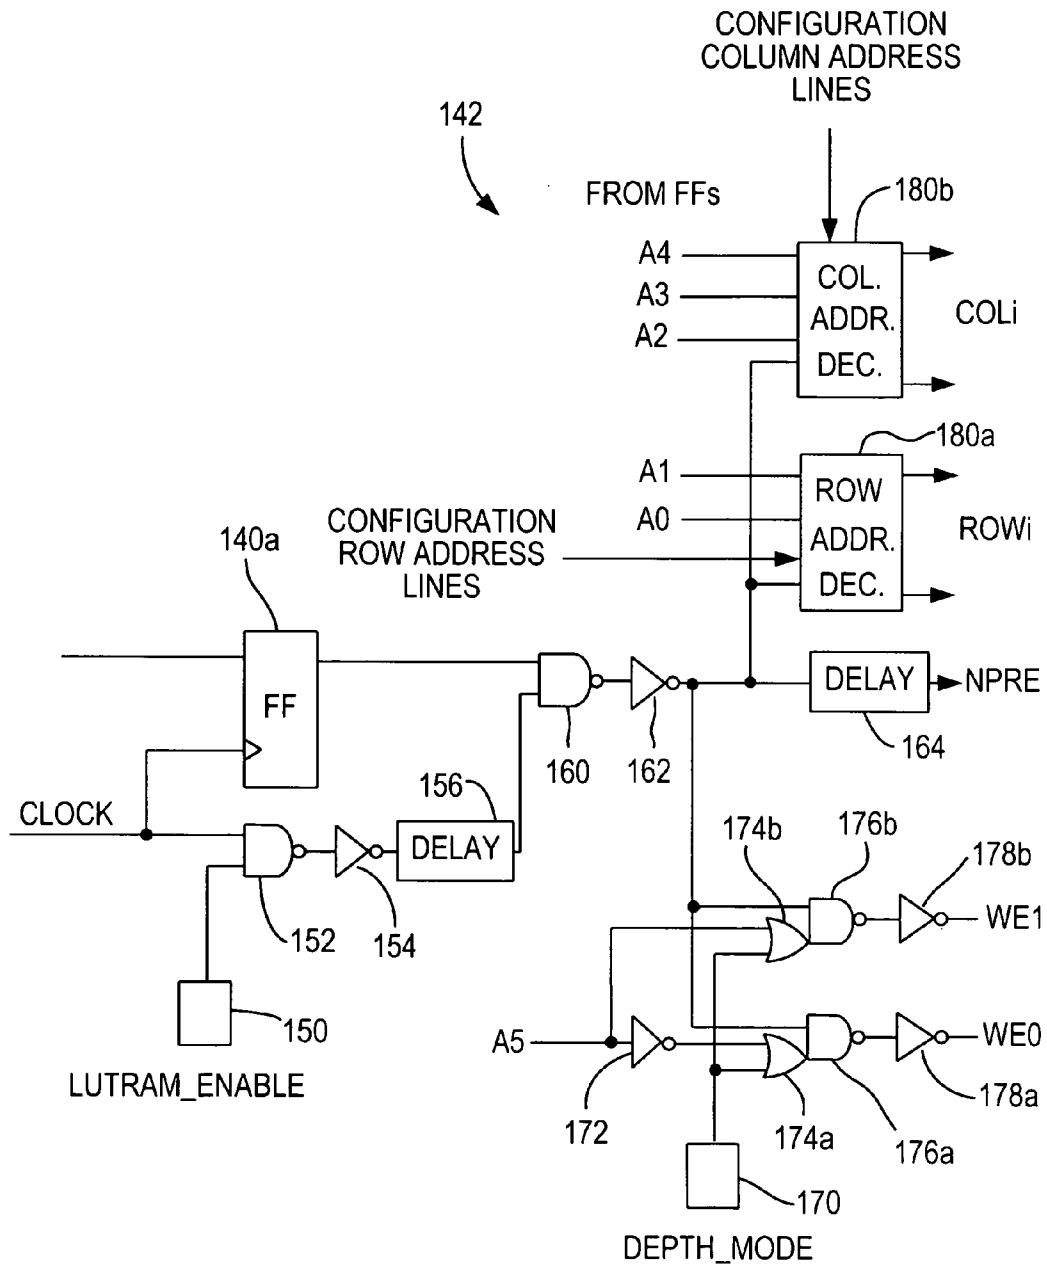 CONFIGURATION
COLUMN ADDRESS
LINES
142
FROM FFs
180b
A4
A3
A2
COL.
ADDR.
DEC.
COLi
180a
A1
A0
ROW
ADDR.
DEC.
ROWi
CONFIGURATION
ROW ADDRESS
LINES
140a
FF
DELAY
NPRE
160
162
164
CLOCK
156
DELAY
152
154
174b
176b
178b
WE1
150
LUTRAM_ENABLE
A5
172
174a
176a
178a
WE0
170
DEPTH_MODE